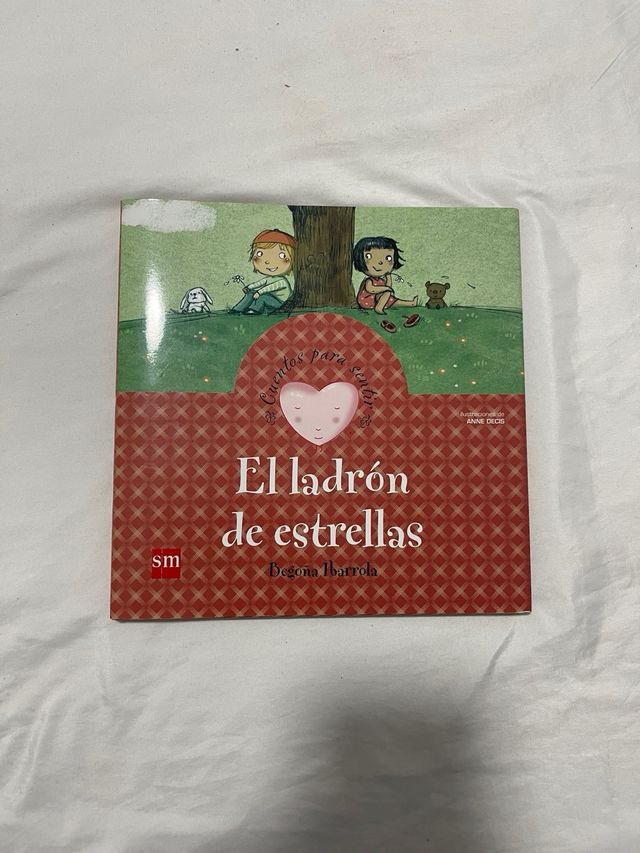 Cuentos para sentir
ilustraciones de
ANNE DECIS
El ladrón
de estrellas
Begoña Ibarrola
sm